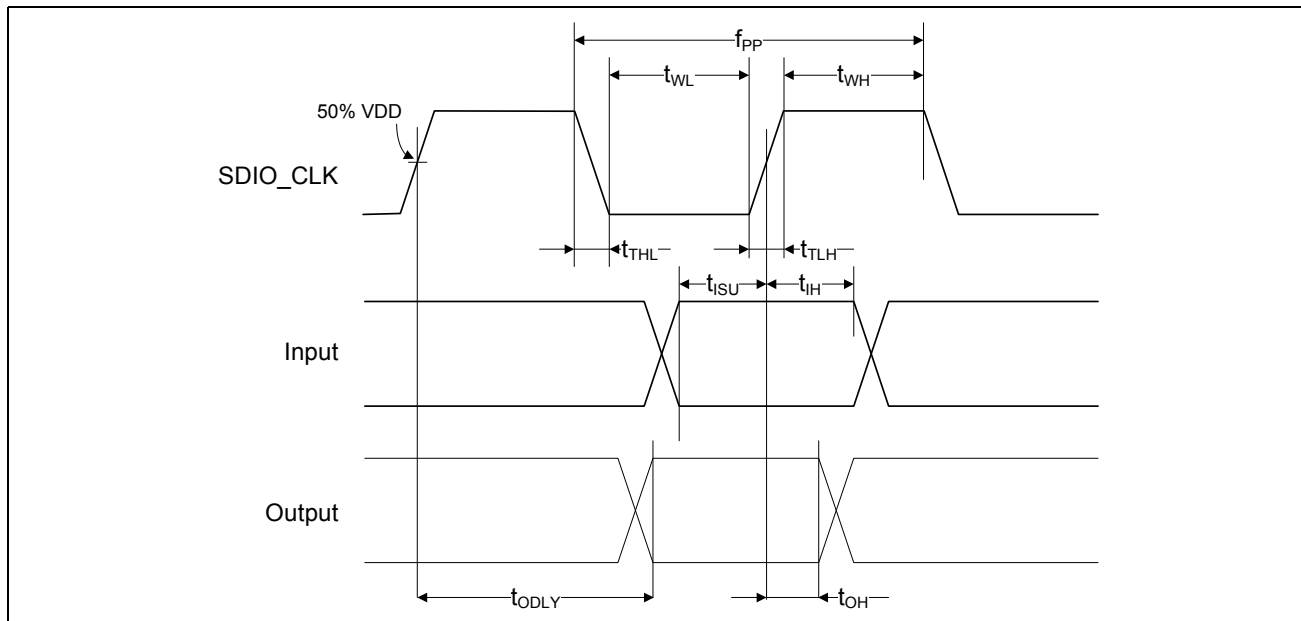 fPP
tWL
tWH
50% VDD
SDIO_CLK
tTHL
tTLH
tISU
tIH
Input
Output
tODLY
tOH